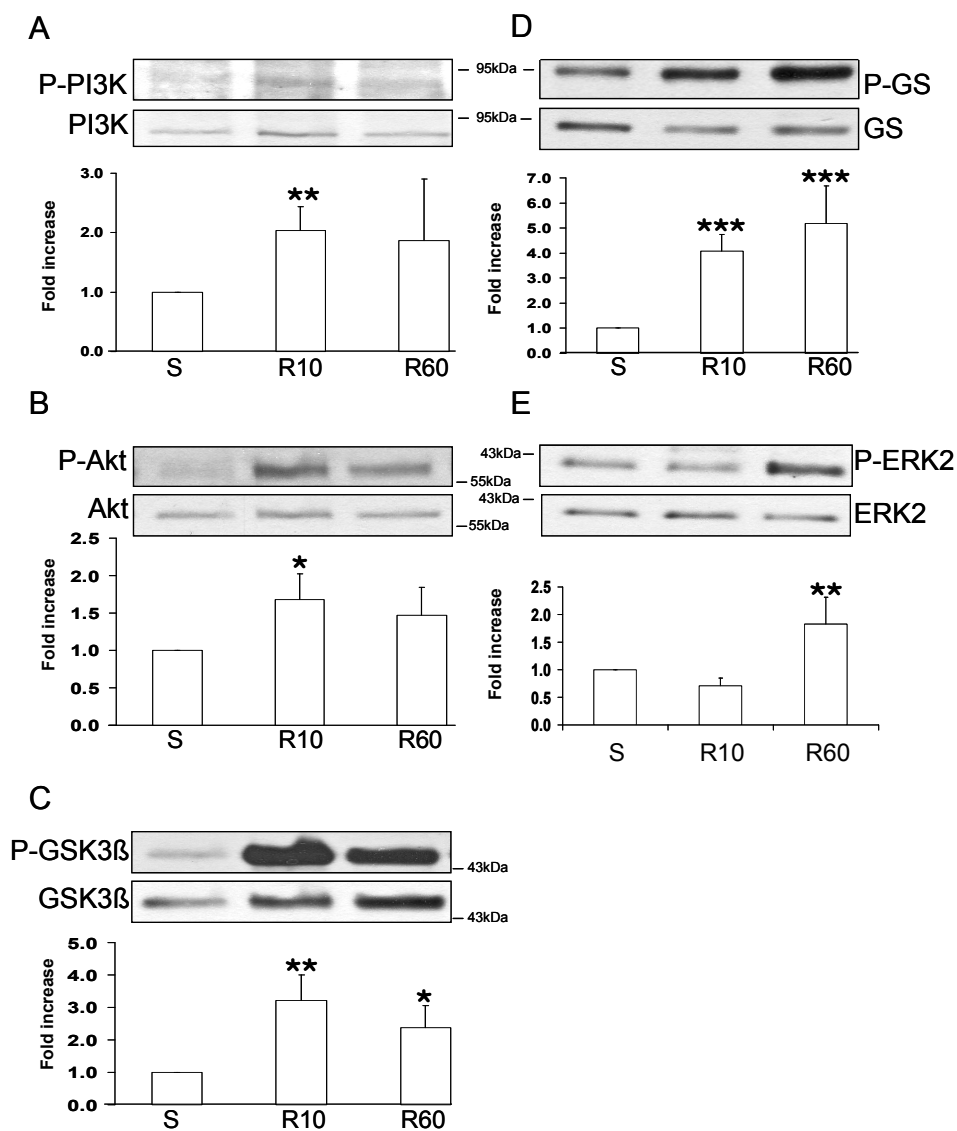 A
P-PI3K
95kDa
PI3K
95kDa
3.0
**
2.0
1.0
0.0
Fold increase
S R10 R60
D
P-GS
GS
7.0
***
6.0
***
5.0
4.0
3.0
2.0
1.0
0.0
Fold increase
S R10 R60
B
P-Akt
55kDa
Akt
55kDa
2.5
2.0
*
1.5
1.0
0.5
0.0
Fold increase
S R10 R60
E
43kDa
P-ERK2
43kDa
ERK2
2.5
**
2.0
1.5
1.0
0.5
0.0
Fold increase
S R10 R60
C
P-GSK3ß
43kDa
GSK3ß
43kDa
5.0
**
4.0
*
3.0
2.0
1.0
0.0
Fold increase
S R10 R60